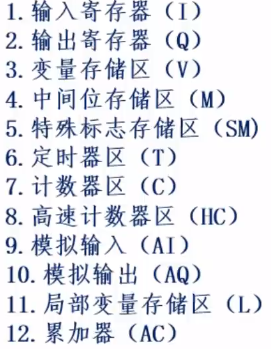 1.输入寄存器（I）
2.输出寄存器（Q）
3.变量存储区（V）
4.中间位存储区（M）
5.特殊标志存储区（SM)
6.定时器区（T）
7.计数器区（C）
8.高速计数器区（HC）
9.模拟输入（AI）
10.模拟输出（AQ）
11.局部变量存储区（L）
12.累加器（AC）